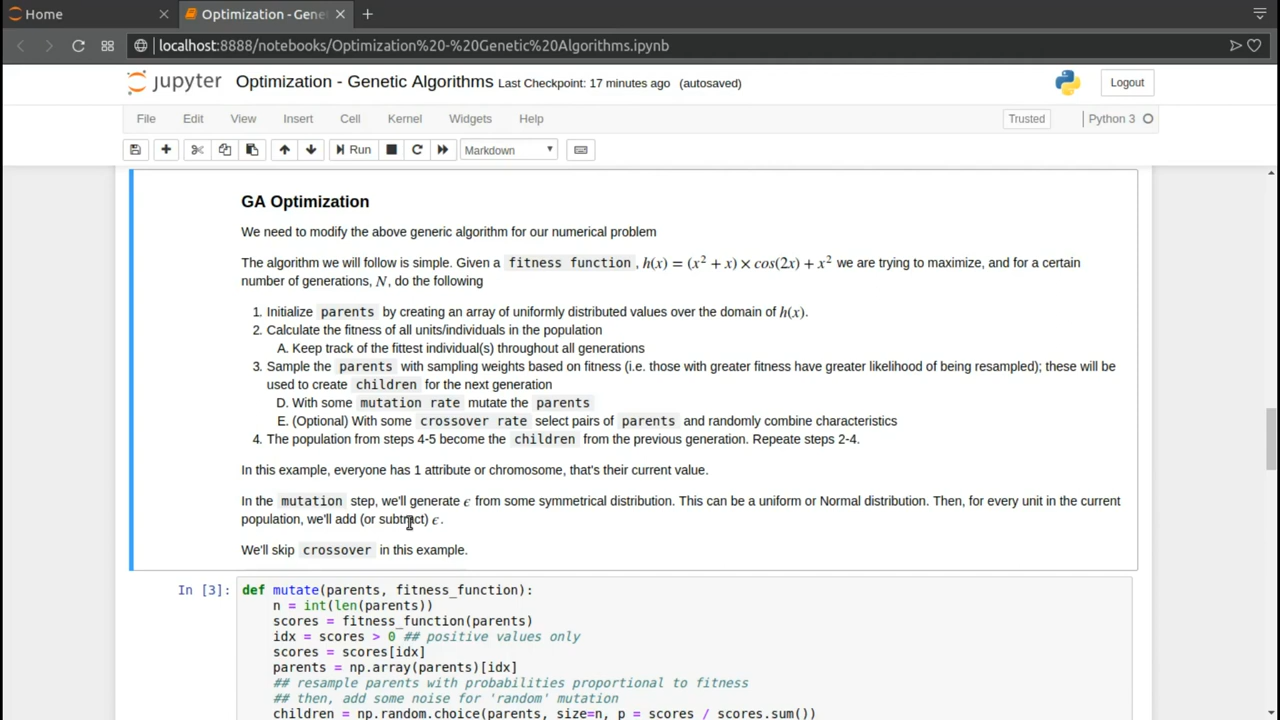 Home
Optimization - Gene
localhost:8888/notebooks/Optimization%20-%20Genetic%20Algorithms.ipynb
jupyter Optimization - Genetic Algorithms Last Checkpoint: 17 minutes ago (autosaved)
Logout
File Edit View Insert Cell Kernel Widgets Help
Trusted
Python 3
Run
Markdown
GA Optimization
We need to modify the above generic algorithm for our numerical problem
The algorithm we will follow is simple. Given a fitness function, h(x) = (x² + x) × cos(2x) + x² we are trying to maximize, and for a certain
number of generations, N, do the following
1. Initialize parents by creating an array of uniformly distributed values over the domain of h(x).
2. Calculate the fitness of all units/individuals in the population
A. Keep track of the fittest individual(s) throughout all generations
3. Sample the parents with sampling weights based on fitness (i.e. those with greater fitness have greater likelihood of being resampled); these will be
used to create children for the next generation
D. With some mutation rate mutate the parents
E. (Optional) With some crossover rate select pairs of parents and randomly combine characteristics
4. The population from steps 4-5 become the children from the previous generation. Repeate steps 2-4.
In this example, everyone has 1 attribute or chromosome, that's their current value.
In the mutation step, we'll generate ϵ from some symmetrical distribution. This can be a uniform or Normal distribution. Then, for every unit in the current
population, we'll add (or subtract) ϵ.
We'll skip crossover in this example.
In [3]: def mutate(parents, fitness_function):
n = int(len(parents))
scores = fitness_function(parents)
idx = scores > 0 ## positive values only
scores = scores[idx]
parents = np.array(parents)[idx]
## resample parents with probabilities proportional to fitness
## then, add some noise for 'random' mutation
children = np.random.choice(parents, size=n, p = scores / scores.sum())